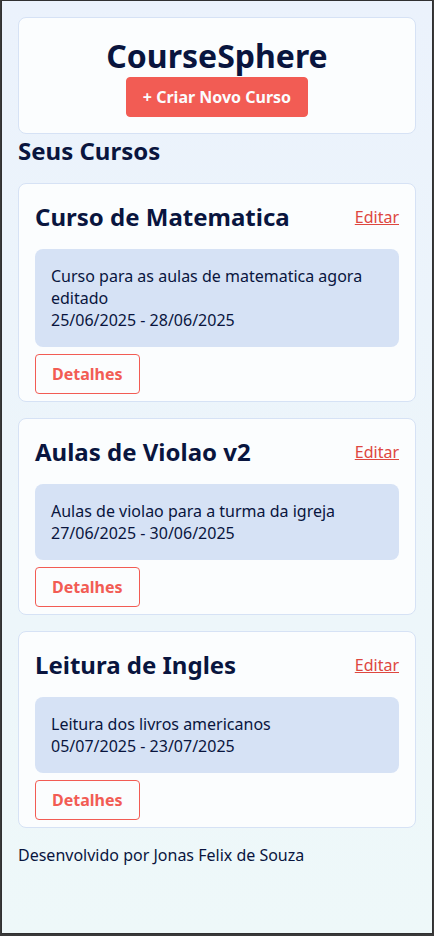 CourseSphere
+ Criar Novo Curso
Seus Cursos
Curso de Matematica
Editar
Curso para as aulas de matematica agora
editado
25/06/2025 - 28/06/2025
Detalhes
Aulas de Violao v2
Editar
Aulas de violao para a turma da igreja
27/06/2025 - 30/06/2025
Detalhes
Leitura de Ingles
Editar
Leitura dos livros americanos
05/07/2025 - 23/07/2025
Detalhes
Desenvolvido por Jonas Felix de Souza